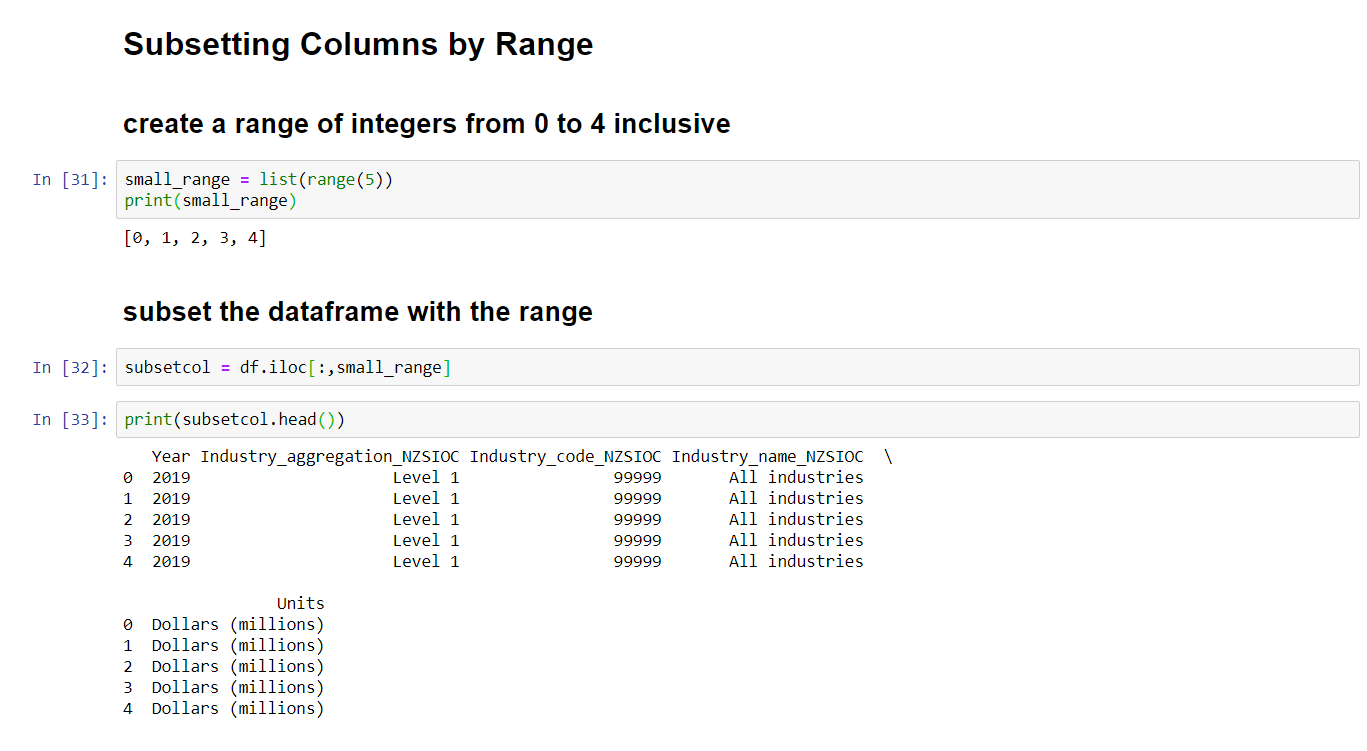 Subsetting Columns by Range
create a range of integers from 0 to 4 inclusive
In [31]: small_range = list(range(5))
print(small_range)
[0, 1, 2, 3, 4]
subset the dataframe with the range
In [32]: subsetcol = df.iloc[:,small_range]
In [33]: print(subsetcol.head())
Year Industry_aggregation_NZSIOC Industry_code_NZSIOC Industry_name_NZSIOC \
0 2019 Level 1 99999 All industries
1 2019 Level 1 99999 All industries
2 2019 Level 1 99999 All industries
3 2019 Level 1 99999 All industries
4 2019 Level 1 99999 All industries
Units
0 Dollars (millions)
1 Dollars (millions)
2 Dollars (millions)
3 Dollars (millions)
4 Dollars (millions)